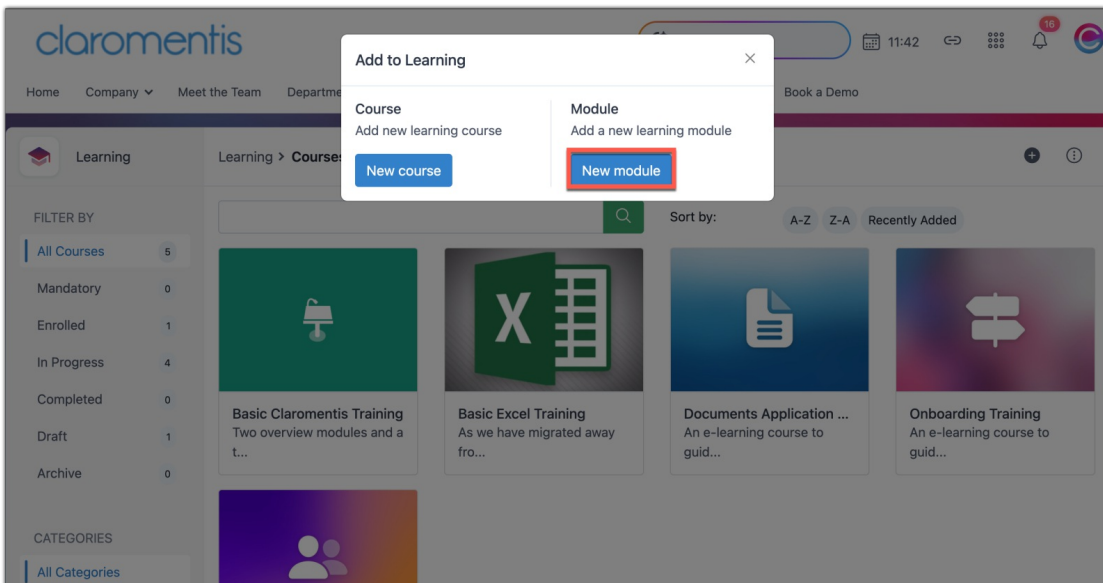 claromentis
11:42
16
Home Company Meet the Team Departme
Book a Demo
Add to Learning
Course
Add new learning course
New course
Module
Add a new learning module
New module
Learning
Learning > Courses
FILTER BY
All Courses 5
Mandatory 0
Enrolled 1
In Progress 4
Completed 0
Draft 1
Archive 0
CATEGORIES
All Categories
Sort by: A-Z Z-A Recently Added
Basic Claromentis Training
Two overview modules and a
t...
Basic Excel Training
As we have migrated away
fro...
Documents Application ...
An e-learning course to
guid...
Onboarding Training
An e-learning course to
guid...